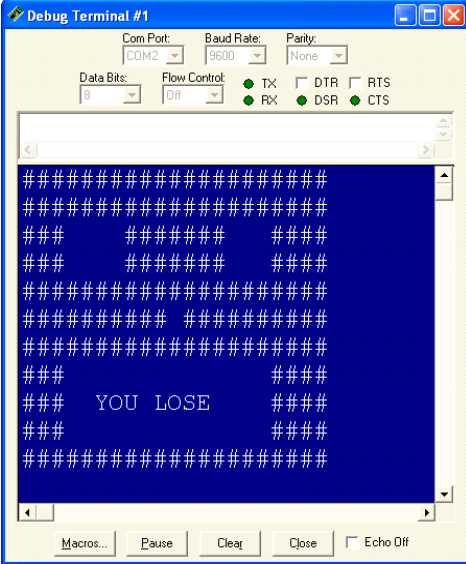 Debug Terminal #1
Com Port: Baud Rate: Parity:
COM2 9600 None
Data Bits: Flow Control: TX DTR RTS
8 Off RX DSR CTS
#####################
#####################
###    #######   ####
###    #######   ####
#####################
########## ##########
#####################
###              ####
###  YOU LOSE    ####
###              ####
#####################
Macros... Pause Clear Close Echo Off